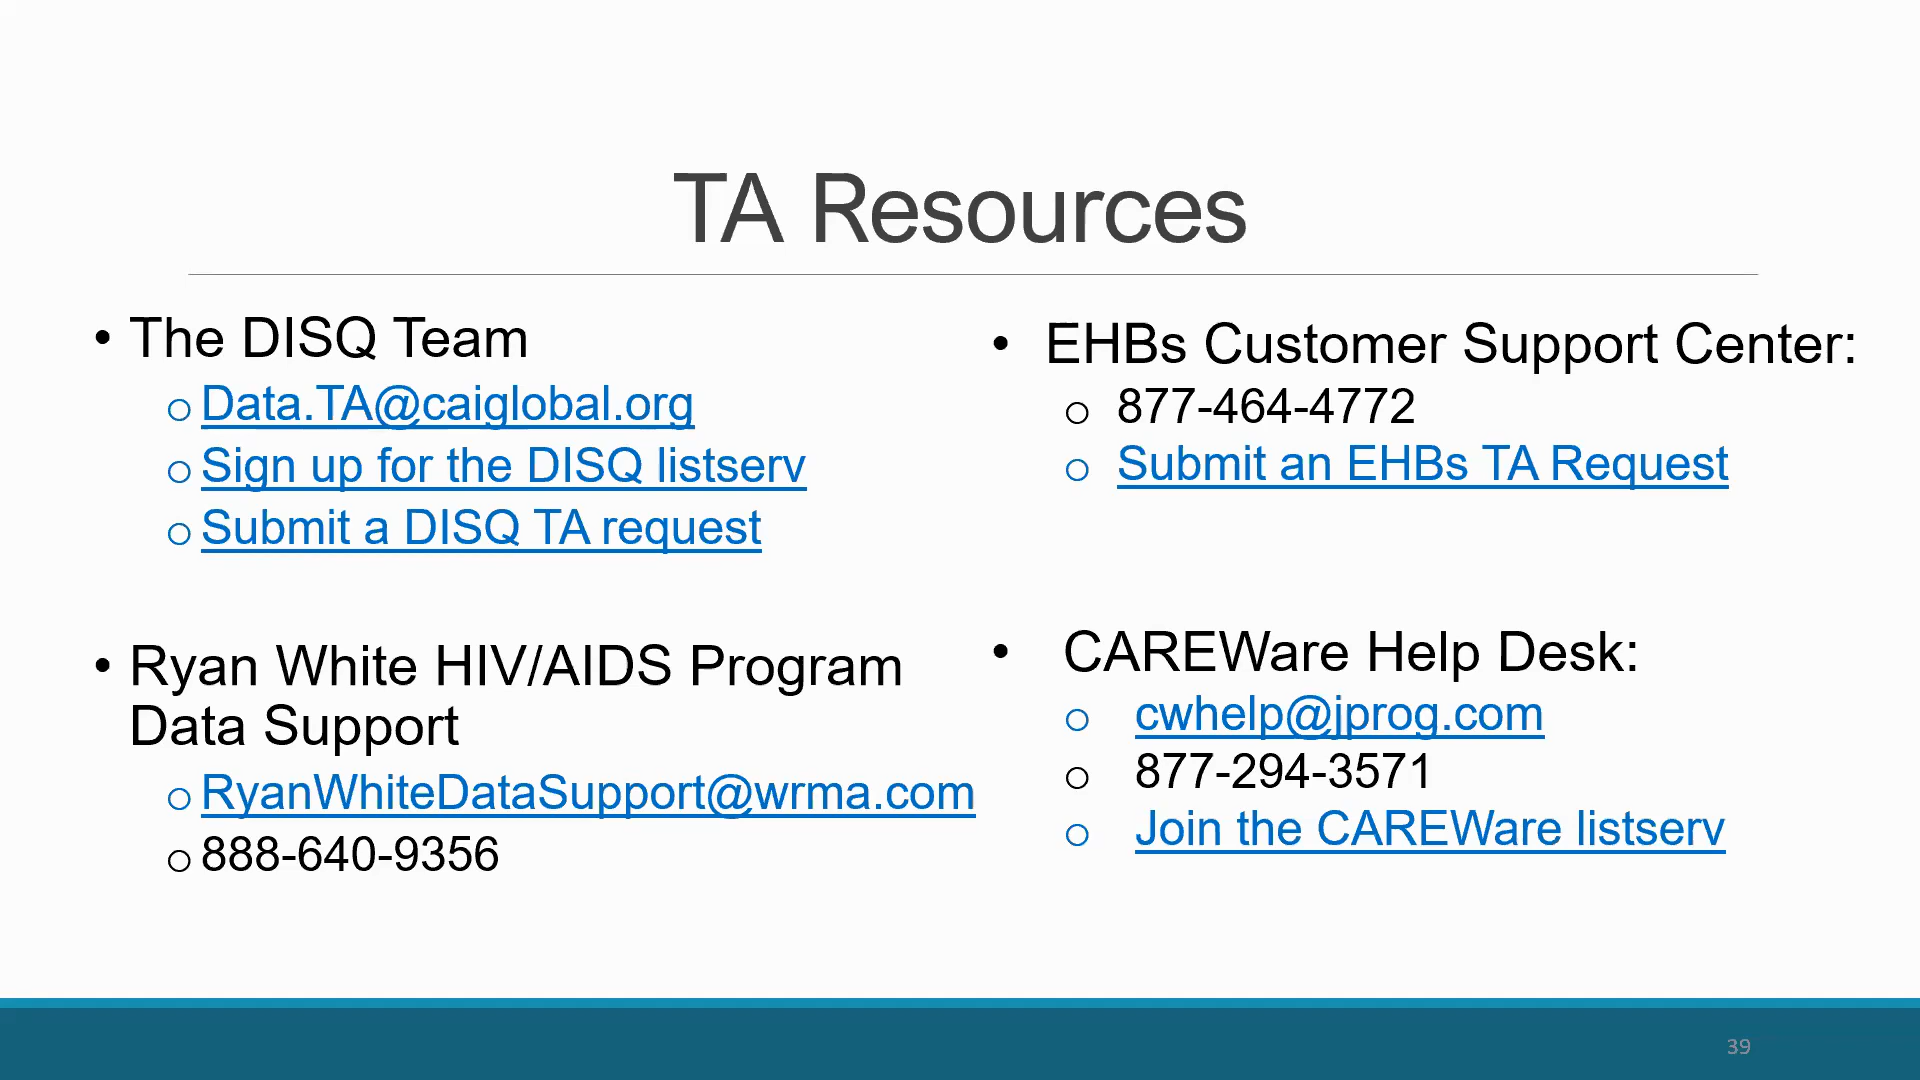 TA Resources
• The DISQ Team
o Data.TA@caiglobal.org
o Sign up for the DISQ listserv
o Submit a DISQ TA request
• Ryan White HIV/AIDS Program
Data Support
o RyanWhiteDataSupport@wrma.com
o 888-640-9356
• EHBs Customer Support Center:
o 877-464-4772
o Submit an EHBs TA Request
• CAREWare Help Desk:
o cwhelp@jprog.com
o 877-294-3571
o Join the CAREWare listserv
39